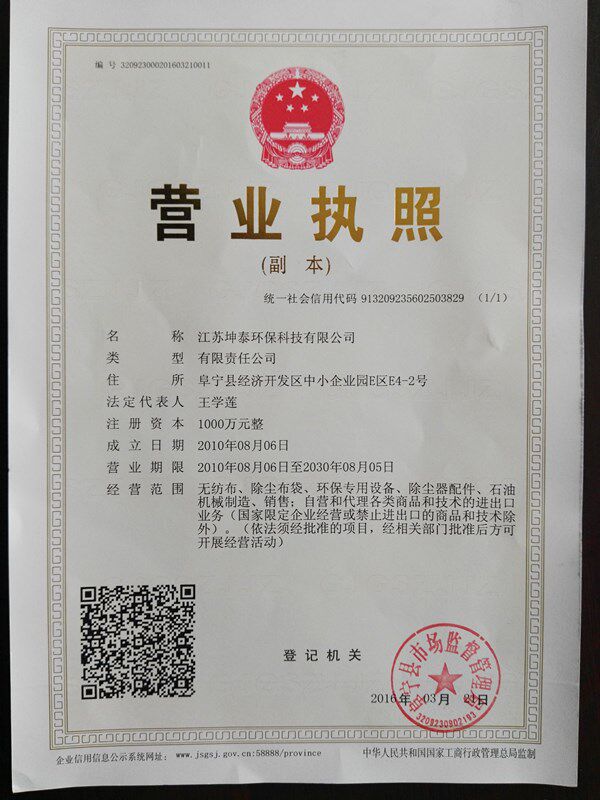 编 号 320923000201603210011
营业执照
(副 本)
统一社会信用代码 913209235602503829 (1/1)
名 称 江苏坤泰环保科技有限公司
类 型 有限责任公司
住 所 阜宁县经济开发区中小企业园E区E4-2号
法定代表人 王学莲
注册资本 1000万元整
成立日期 2010年08月06日
营业期限 2010年08月06日至2030年08月05日
经营范围 无纺布、除尘布袋、环保专用设备、除尘器配件、石油
机械制造、销售；自营和代理各类商品和技术的进出口
业务（国家限定企业经营或禁止进出口的商品和技术除
外）。（依法须经批准的项目，经相关部门批准后方可
开展经营活动）
登记机关
阜宁县市场监督管理局
3209230902193
2016年 03月 21日
企业信用信息公示系统网址： www.jsgsj.gov.cn:58888/province
中华人民共和国国家工商行政管理总局监制